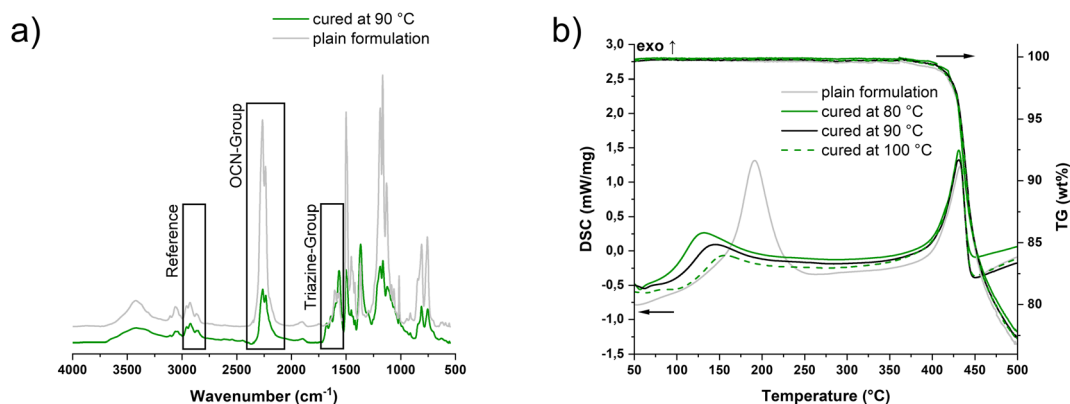 a)
cured at 90 °C
plain formulation
Reference
OCN-Group
Triazine-Group
4000 3500 3000 2500 2000 1500 1000 500
Wavenumber (cm-1)
b)
exo ↑
plain formulation
cured at 80 °C
cured at 90 °C
cured at 100 °C
3,0
2,5
2,0
1,5
1,0
0,5
0,0
-0,5
-1,0
-1,5
DSC (mW/mg)
100
95
90
85
80
TG (wt%)
50 100 150 200 250 300 350 400 450 500
Temperature (°C)